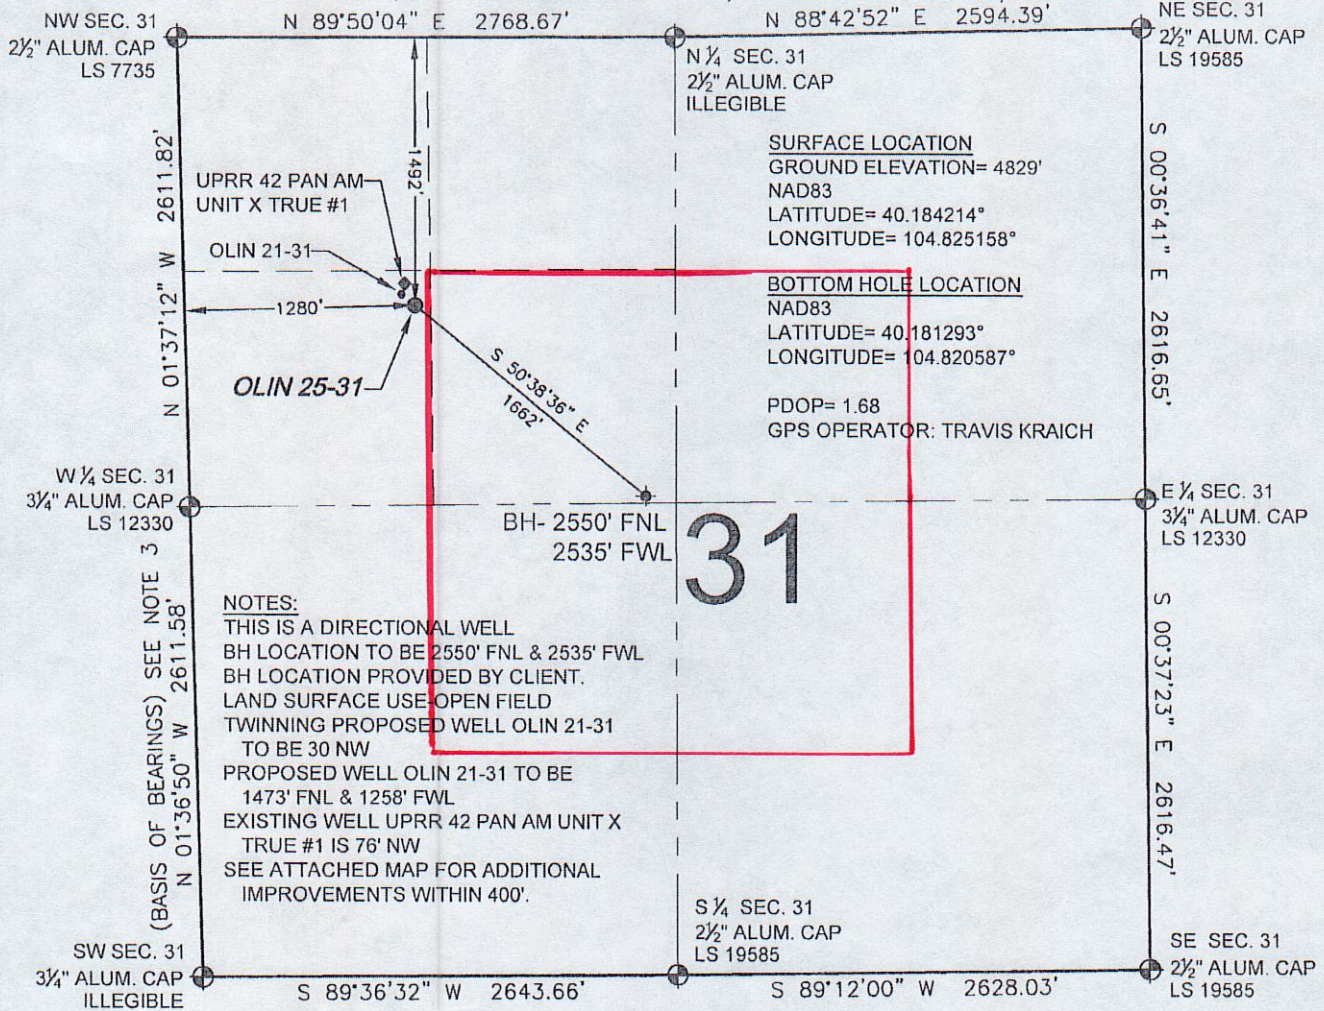 N 89°50'04" E 2768.67'
N 88°42'52" E 2594.39'
NW SEC. 31
2½" ALUM. CAP
LS 7735
NE SEC. 31
2½" ALUM. CAP
LS 19585
N ¼ SEC. 31
2½" ALUM. CAP
ILLEGIBLE
N 01°37'12" W 2611.82'
1492'
UPRR 42 PAN AM
UNIT X TRUE #1
OLIN 21-31
1280'
OLIN 25-31
S 50°38'36" E
1662'
SURFACE LOCATION
GROUND ELEVATION= 4829'
NAD83
LATITUDE= 40.184214°
LONGITUDE= 104.825158°
BOTTOM HOLE LOCATION
NAD83
LATITUDE= 40.181293°
LONGITUDE= 104.820587°
PDOP= 1.68
GPS OPERATOR: TRAVIS KRAICH
S 00°36'41" E 2616.65'
W ¼ SEC. 31
3¼" ALUM. CAP
LS 12330
BH- 2550' FNL
2535' FWL
31
E ¼ SEC. 31
3¼" ALUM. CAP
LS 12330
(BASIS OF BEARINGS) SEE NOTE 3
N 01°36'50" W 2611.58'
NOTES:
THIS IS A DIRECTIONAL WELL
BH LOCATION TO BE 2550' FNL & 2535' FWL
BH LOCATION PROVIDED BY CLIENT.
LAND SURFACE USE-OPEN FIELD
TWINNING PROPOSED WELL OLIN 21-31
TO BE 30 NW
PROPOSED WELL OLIN 21-31 TO BE
1473' FNL & 1258' FWL
EXISTING WELL UPRR 42 PAN AM UNIT X
TRUE #1 IS 76' NW
SEE ATTACHED MAP FOR ADDITIONAL
IMPROVEMENTS WITHIN 400'.
S 00°37'23" E 2616.47'
SW SEC. 31
3¼" ALUM. CAP
ILLEGIBLE
S 89°36'32" W 2643.66'
S ¼ SEC. 31
2½" ALUM. CAP
LS 19585
S 89°12'00" W 2628.03'
SE SEC. 31
2½" ALUM. CAP
LS 19585